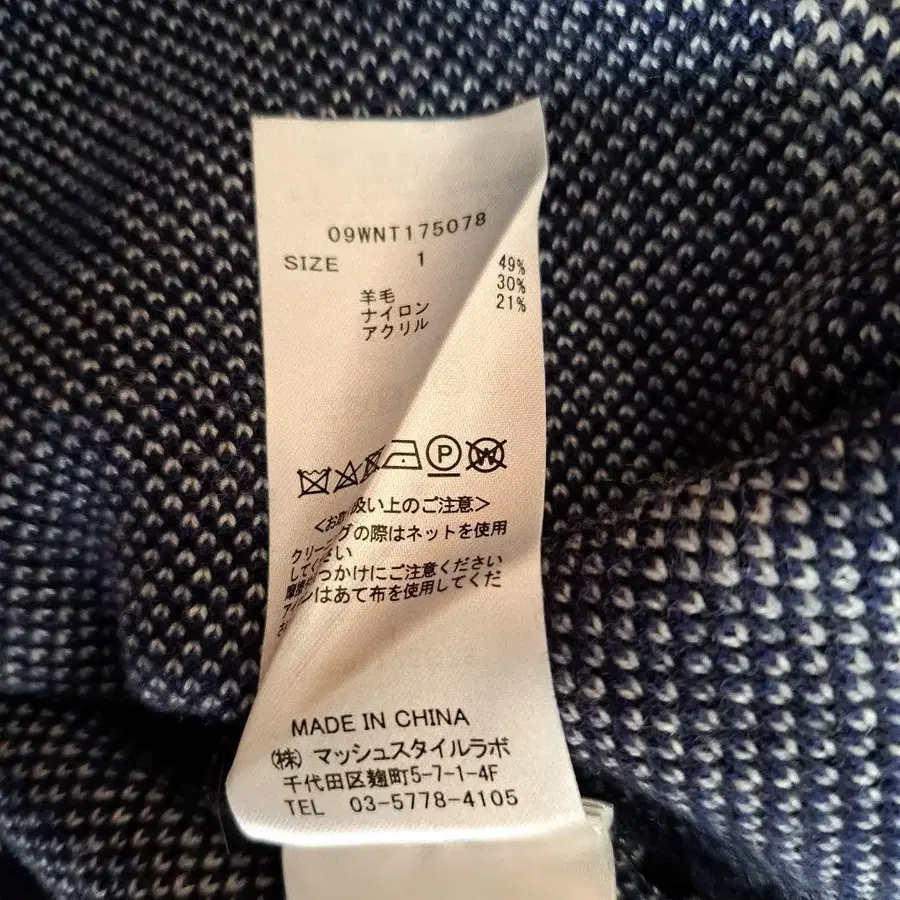 09WNT175078
SIZE 1
羊毛 49%
ナイロン 30%
アクリル 21%
P W
<お取扱い上のご注意>
クリーニングの際はネットを使用
してください
っかけにご注意ください
アイロンはあて布を使用してくだ
MADE IN CHINA
(株) マッシュスタイルラボ
千代田区麹町5-7-1-4F
TEL 03-5778-4105